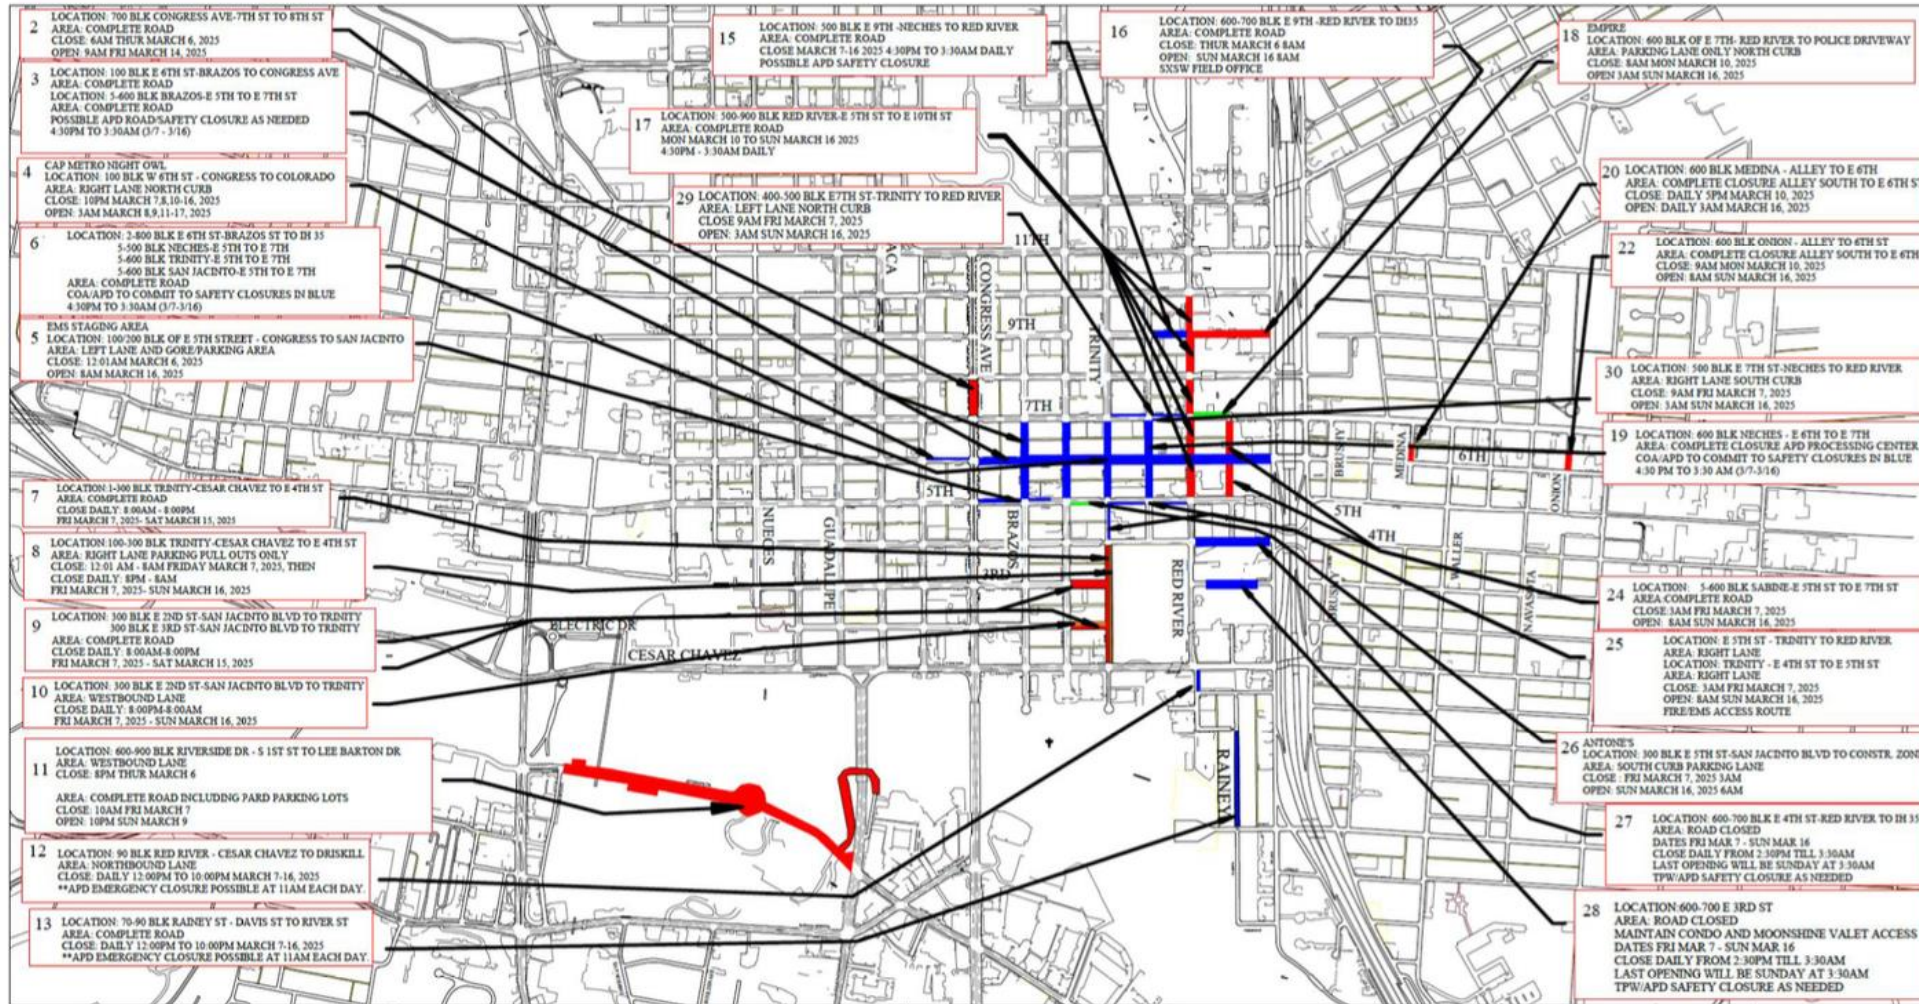 2
LOCATION: 700 BLK CONGRESS AVE-7TH ST TO 8TH ST
AREA: COMPLETE ROAD
CLOSE: 6AM THUR MARCH 6, 2025
OPEN: 9AM FRI MARCH 14, 2025
3
LOCATION: 100 BLK E 6TH ST-BRAZOS TO CONGRESS AVE
AREA: COMPLETE ROAD
LOCATION: 5-600 BLK BRAZOS-E 5TH TO E 7TH ST
AREA: COMPLETE ROAD
POSSIBLE APD ROAD/SAFETY CLOSURE AS NEEDED
4:30PM TO 3:30AM (3/7 - 3/16)
4
CAP METRO NIGHT OWL
LOCATION: 100 BLK W 6TH ST - CONGRESS TO COLORADO
AREA: RIGHT LANE NORTH CURB
CLOSE: 10PM MARCH 7,8,10-16, 2025
OPEN: 3AM MARCH 8,9,11-17, 2025
6
LOCATION: 2-800 BLK E 6TH ST-BRAZOS ST TO IH 35
5-500 BLK NECHES-E 5TH TO E 7TH
5-600 BLK TRINITY-E 5TH TO E 7TH
5-600 BLK SAN JACINTO-E 5TH TO E 7TH
AREA: COMPLETE ROAD
COA/APD TO COMMIT TO SAFETY CLOSURES IN BLUE
4:30PM TO 3:30AM (3/7-3/16)
5
EMS STAGING AREA
LOCATION: 100/200 BLK OF E 5TH STREET - CONGRESS TO SAN JACINTO
AREA: LEFT LANE AND GORE/PARKING AREA
CLOSE: 12:01AM MARCH 6, 2025
OPEN: 8AM MARCH 16, 2025
7
LOCATION:1-300 BLK TRINITY-CESAR CHAVEZ TO E 4TH ST
AREA: COMPLETE ROAD
CLOSE DAILY: 8:00AM - 8:00PM
FRI MARCH 7, 2025- SAT MARCH 15, 2025
8
LOCATION:100-300 BLK TRINITY-CESAR CHAVEZ TO E 4TH ST
AREA: RIGHT LANE PARKING PULL OUTS ONLY
CLOSE: 12:01 AM - 8AM FRIDAY MARCH 7, 2025, THEN
CLOSE DAILY: 8PM - 8AM
FRI MARCH 7, 2025- SUN MARCH 16, 2025
9
LOCATION: 300 BLK E 2ND ST-SAN JACINTO BLVD TO TRINITY
300 BLK E 3RD ST-SAN JACINTO BLVD TO TRINITY
AREA: COMPLETE ROAD
CLOSE DAILY: 8:00AM-8:00PM
FRI MARCH 7, 2025 - SAT MARCH 15, 2025
10
LOCATION: 300 BLK E 2ND ST-SAN JACINTO BLVD TO TRINITY
AREA: WESTBOUND LANE
CLOSE DAILY: 8:00PM-8:00AM
FRI MARCH 7, 2025 - SUN MARCH 16, 2025
11
LOCATION: 600-900 BLK RIVERSIDE DR - S 1ST ST TO LEE BARTON DR
AREA: WESTBOUND LANE
CLOSE: 8PM THUR MARCH 6
AREA: COMPLETE ROAD INCLUDING PARD PARKING LOTS
CLOSE: 10AM FRI MARCH 7
OPEN: 10PM SUN MARCH 9
12
LOCATION: 90 BLK RED RIVER - CESAR CHAVEZ TO DRISKILL
AREA: NORTHBOUND LANE
CLOSE: DAILY 12:00PM TO 10:00PM MARCH 7-16, 2025
**APD EMERGENCY CLOSURE POSSIBLE AT 11AM EACH DAY.
13
LOCATION: 70-90 BLK RAINEY ST - DAVIS ST TO RIVER ST
AREA: COMPLETE ROAD
CLOSE: DAILY 12:00PM TO 10:00PM MARCH 7-16, 2025
**APD EMERGENCY CLOSURE POSSIBLE AT 11AM EACH DAY.
15
LOCATION: 500 BLK E 9TH -NECHES TO RED RIVER
AREA: COMPLETE ROAD
CLOSE MARCH 7-16 2025 4:30PM TO 3:30AM DAILY
POSSIBLE APD SAFETY CLOSURE
17
LOCATION: 500-900 BLK RED RIVER-E 5TH ST TO E 10TH ST
AREA: COMPLETE ROAD
MON MARCH 10 TO SUN MARCH 16 2025
4:30PM - 3:30AM DAILY
29
LOCATION: 400-500 BLK E7TH ST-TRINITY TO RED RIVER
AREA: LEFT LANE NORTH CURB
CLOSE 9AM FRI MARCH 7, 2025
OPEN: 3AM SUN MARCH 16, 2025
16
LOCATION: 600-700 BLK E 9TH -RED RIVER TO IH35
AREA: COMPLETE ROAD
CLOSE: THUR MARCH 6 8AM
OPEN: SUN MARCH 16 8AM
SXSW FIELD OFFICE
18
EMPIRE
LOCATION: 600 BLK OF E 7TH- RED RIVER TO POLICE DRIVEWAY
AREA: PARKING LANE ONLY NORTH CURB
CLOSE: 8AM MON MARCH 10, 2025
OPEN 3AM SUN MARCH 16, 2025
20
LOCATION: 600 BLK MEDINA - ALLEY TO E 6TH
AREA: COMPLETE CLOSURE ALLEY SOUTH TO E 6TH ST
CLOSE: DAILY 5PM MARCH 10, 2025
OPEN: DAILY 3AM MARCH 16, 2025
22
LOCATION: 600 BLK ONION - ALLEY TO 6TH ST
AREA: COMPLETE CLOSURE ALLEY SOUTH TO E 6TH
CLOSE: 9AM MON MARCH 10, 2025
OPEN: 8AM SUN MARCH 16, 2025
30
LOCATION: 500 BLK E 7TH ST-NECHES TO RED RIVER
AREA: RIGHT LANE SOUTH CURB
CLOSE: 9AM FRI MARCH 7, 2025
OPEN: 3AM SUN MARCH 16, 2025
19
LOCATION: 600 BLK NECHES - E 6TH TO E 7TH
AREA: COMPLETE CLOSURE APD PROCESSING CENTER
COA/APD TO COMMIT TO SAFETY CLOSURES IN BLUE
4:30 PM TO 3:30 AM (3/7-3/16)
24
LOCATION: 5-600 BLK SABINE-E 5TH ST TO E 7TH ST
AREA:COMPLETE ROAD
CLOSE:3AM FRI MARCH 7, 2025
OPEN: 8AM SUN MARCH 16, 2025
25
LOCATION: E 5TH ST - TRINITY TO RED RIVER
AREA: RIGHT LANE
LOCATION: TRINITY - E 4TH ST TO E 5TH ST
AREA: RIGHT LANE
CLOSE: 3AM FRI MARCH 7, 2025
OPEN: 8AM SUN MARCH 16, 2025
FIRE/EMS ACCESS ROUTE
26
ANTONE'S
LOCATION: 300 BLK E 5TH ST-SAN JACINTO BLVD TO CONSTR. ZONE
AREA: SOUTH CURB PARKING LANE
CLOSE : FRI MARCH 7, 2025 3AM
OPEN: SUN MARCH 16, 2025 6AM
27
LOCATION: 600-700 BLK E 4TH ST-RED RIVER TO IH 35
AREA: ROAD CLOSED
DATES FRI MAR 7 - SUN MAR 16
CLOSE DAILY FROM 2:30PM TILL 3:30AM
LAST OPENING WILL BE SUNDAY AT 3:30AM
TPW/APD SAFETY CLOSURE AS NEEDED
28
LOCATION:600-700 E 3RD ST
AREA: ROAD CLOSED
MAINTAIN CONDO AND MOONSHINE VALET ACCESS
DATES FRI MAR 7 - SUN MAR 16
CLOSE DAILY FROM 2:30PM TILL 3:30AM
LAST OPENING WILL BE SUNDAY AT 3:30AM
TPW/APD SAFETY CLOSURE AS NEEDED
11TH
ACA
CONGRESS AVE
9TH
TRINITY
7TH
BRUSHY
MEDINA
6TH
ONION
5TH
5TH
4TH
NUECES
GUADALUPE
BRAZOS
3RD
RED RIVER
WALLER
NAVASOTA
ELECTRIC DR
CESAR CHAVEZ
RAINEY